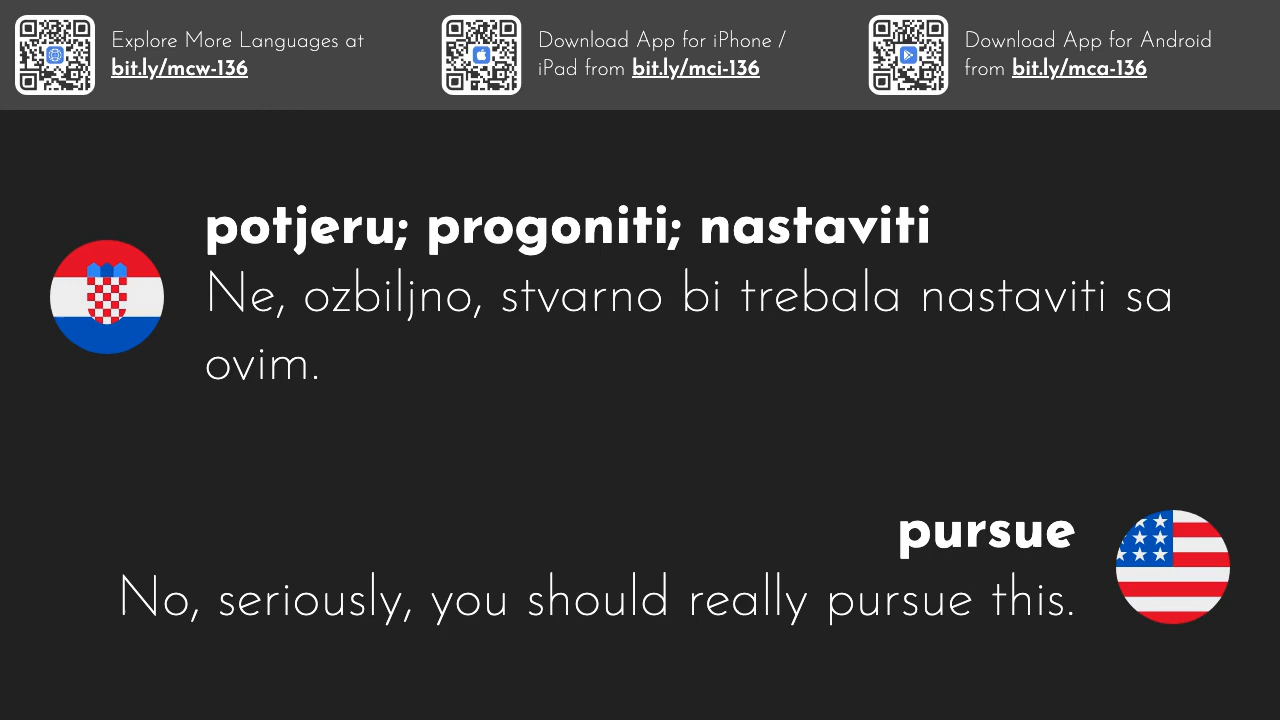 Explore More Languages at
bit.ly/mcw-136
Download App for iPhone /
iPad from bit.ly/mci-136
Download App for Android
from bit.ly/mca-136
potjeru; progoniti; nastaviti
Ne, ozbiljno, stvarno bi trebala nastaviti sa
ovim.
pursue
No, seriously, you should really pursue this.